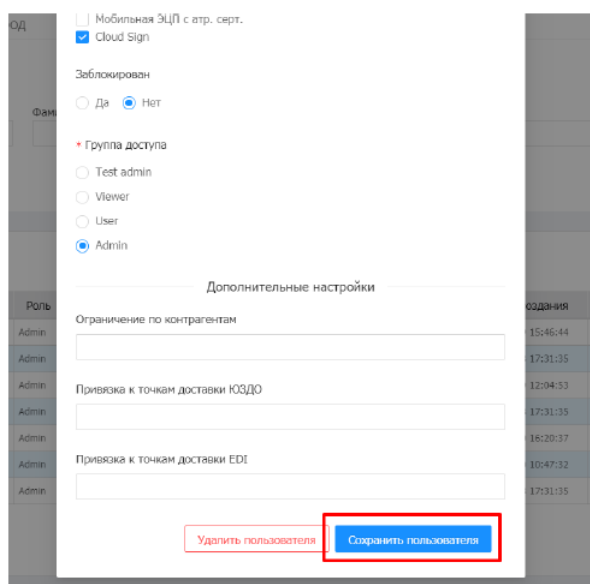 Мобильная ЭЦП с атр. серт.
ОД
Cloud Sign
Заблокирован
Да Нет
Фам
* Группа доступа
Test admin
Viewer
User
Admin
Дополнительные настройки
Роль оздания
Ограничение по контрагентам
Admin 15:46:44
Admin 17:31:35
Admin 12:04:53
Привязка к точкам доставки ЮЗДО
Admin 17:31:35
Admin 16:20:37
Привязка к точкам доставки EDI
Admin 10:47:32
Admin 17:31:35
Удалить пользователя Сохранить пользователя